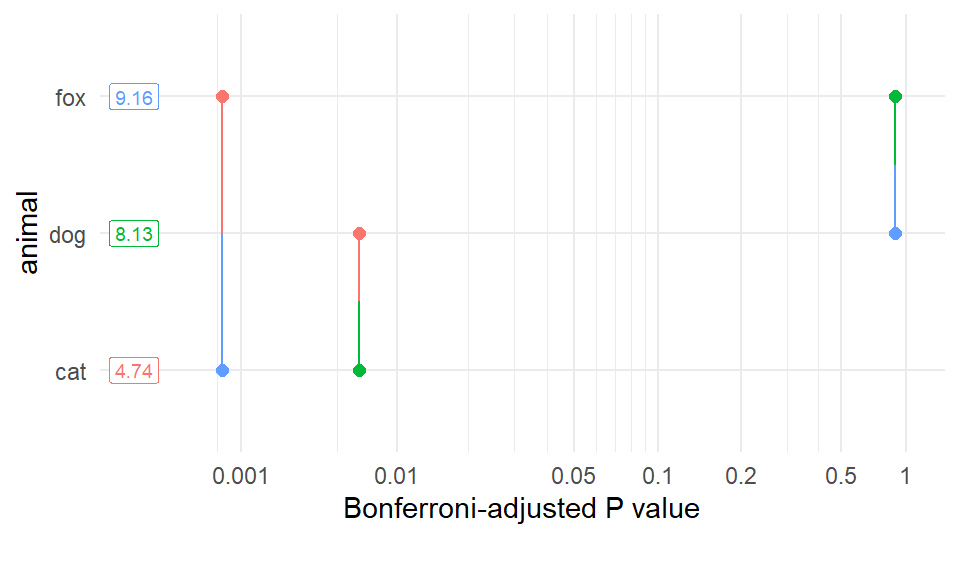 fox 9.16
animal
dog 8.13
cat 4.74
0.001 0.01 0.05 0.1 0.2 0.5 1
Bonferroni-adjusted P value